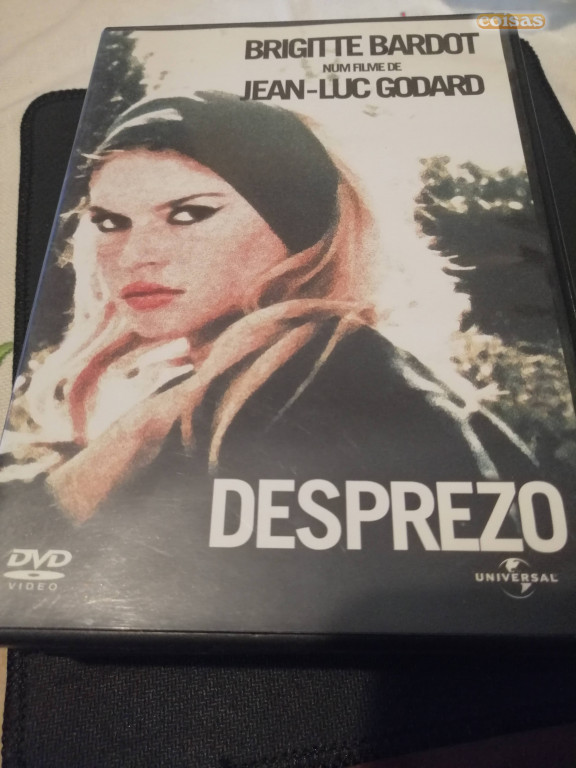 coisas
BRIGITTE BARDOT
NUM FILME DE
JEAN-LUC GODARD
DESPREZO
DVD
VIDEO
UNIVERSAL